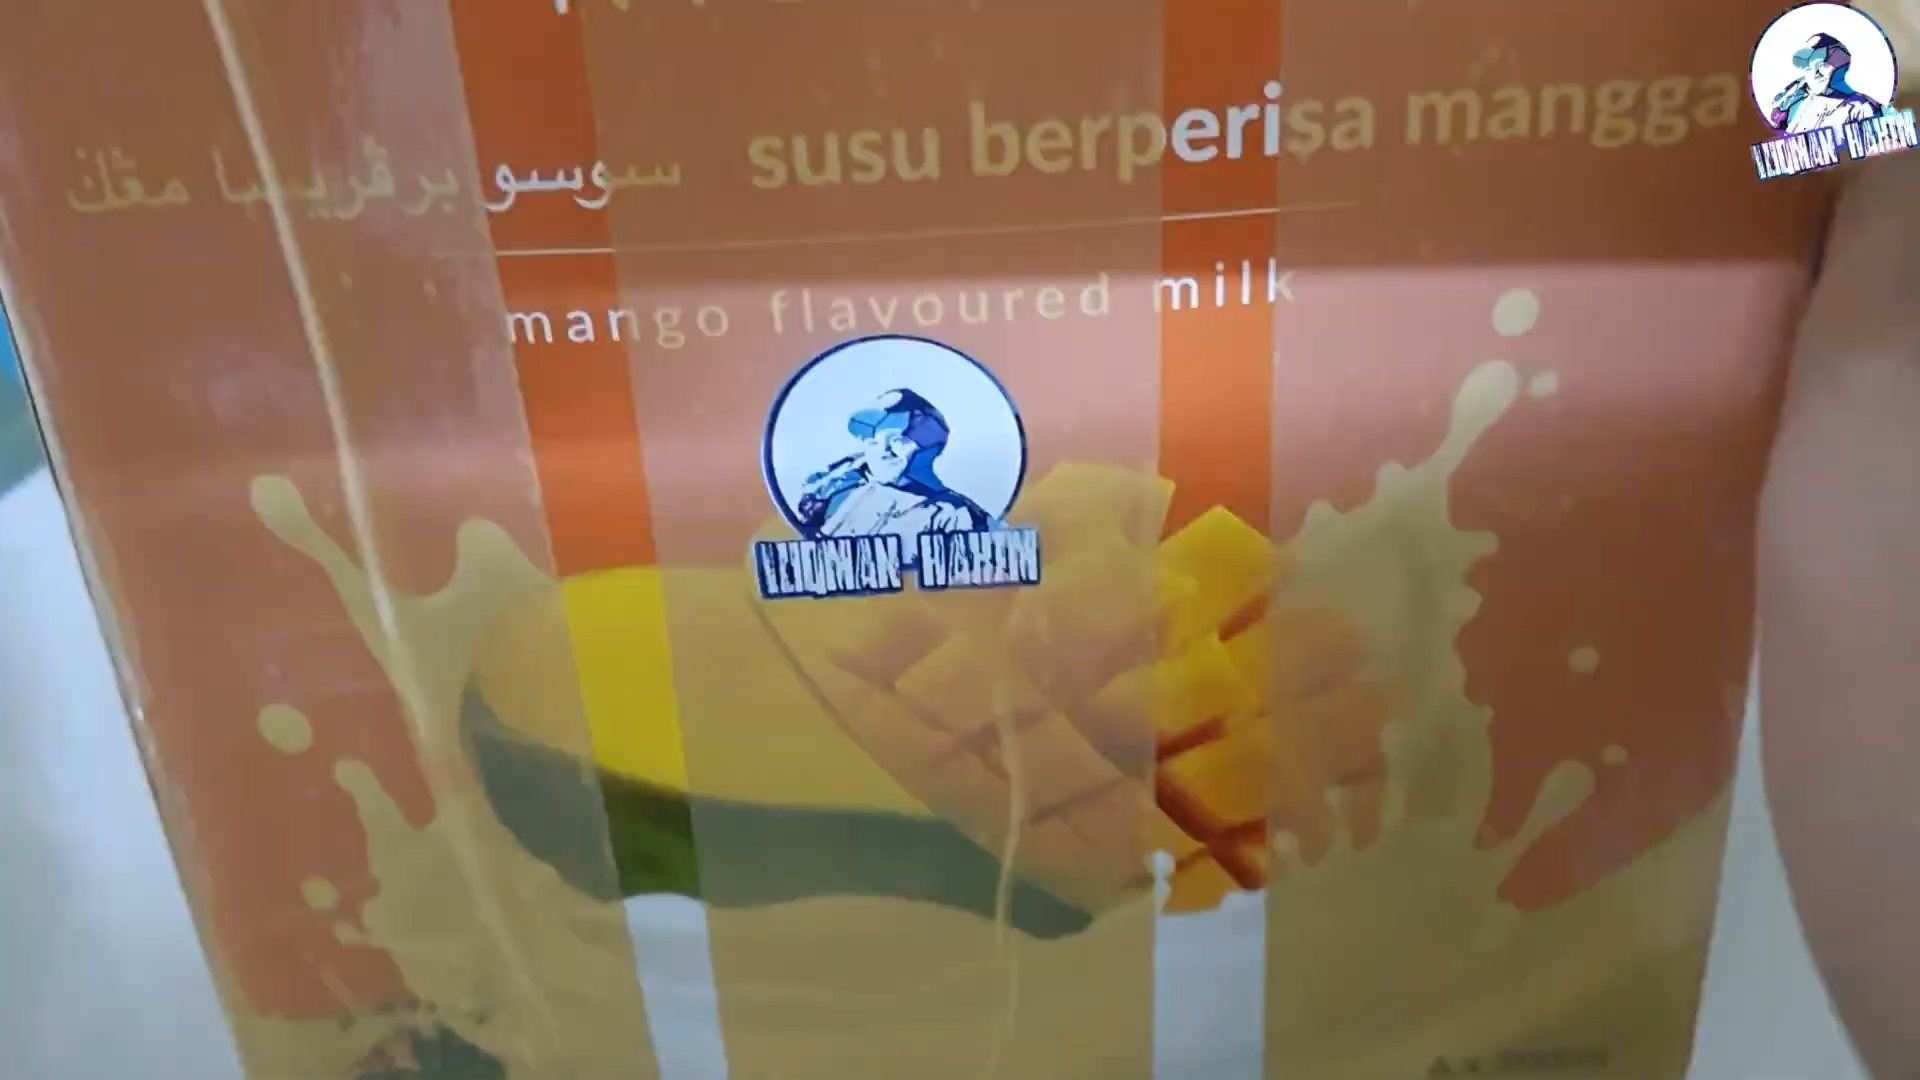 سوسو برڤريسا مڠݢ susu berperisa mangga
mango flavoured milk
LUQMAN HAKIM
LUQMAN HAKIM